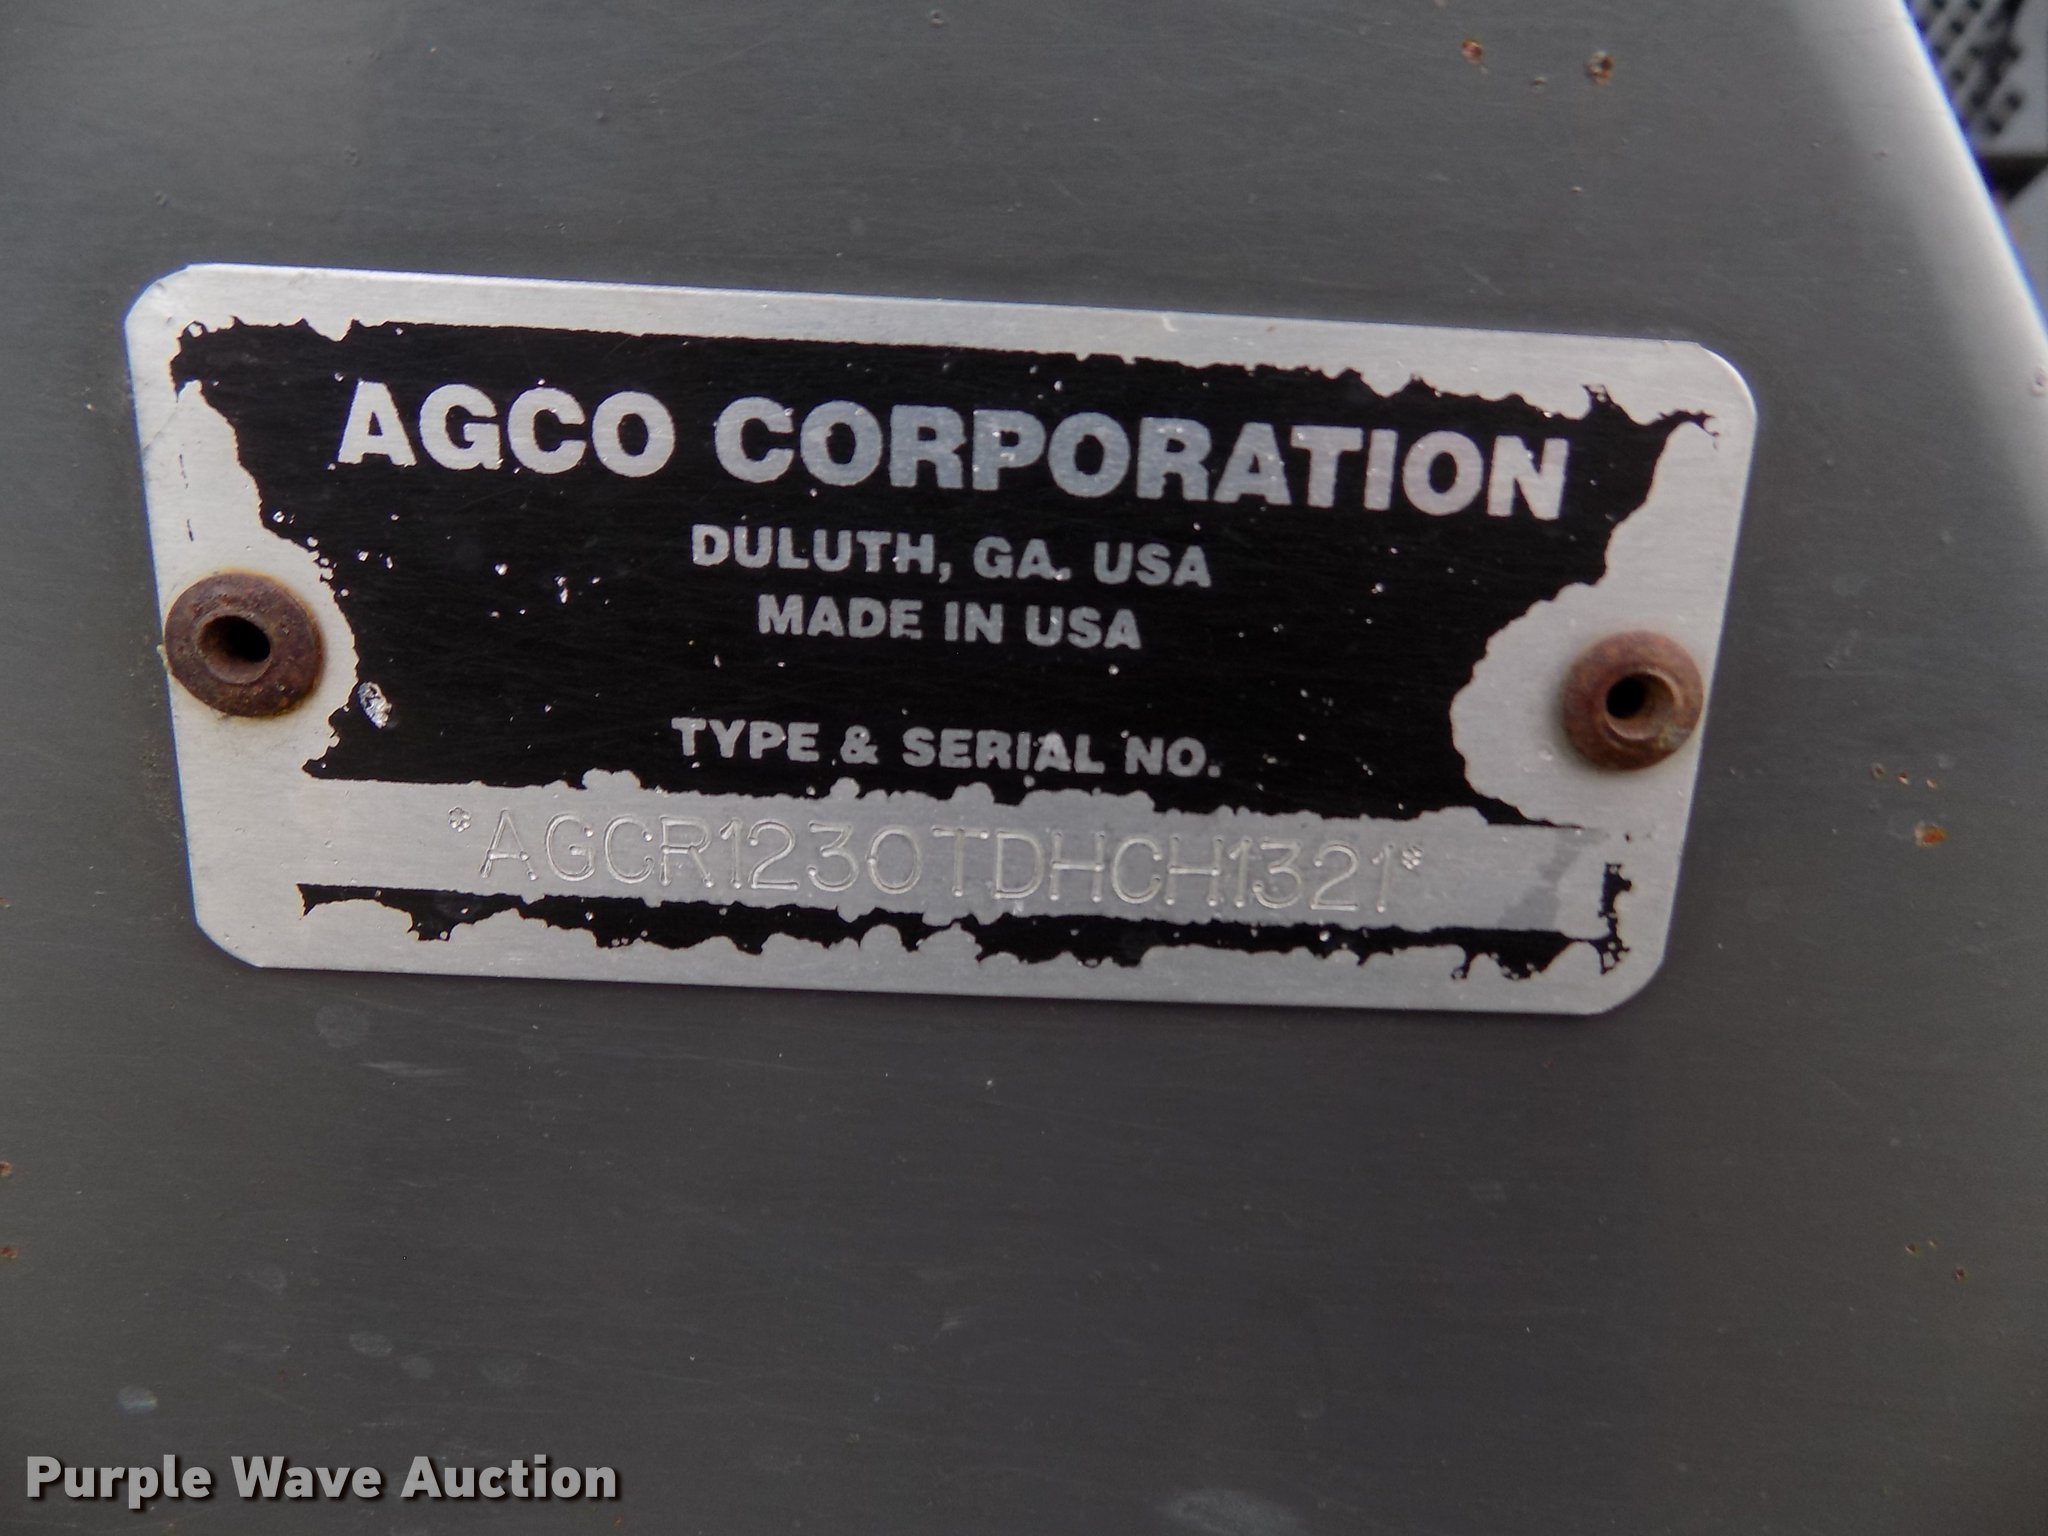 AGCO CORPORATION
DULUTH, GA. USA
MADE IN USA
TYPE & SERIAL NO.
*AGCR1230TDHCH1321*
Purple Wave Auction